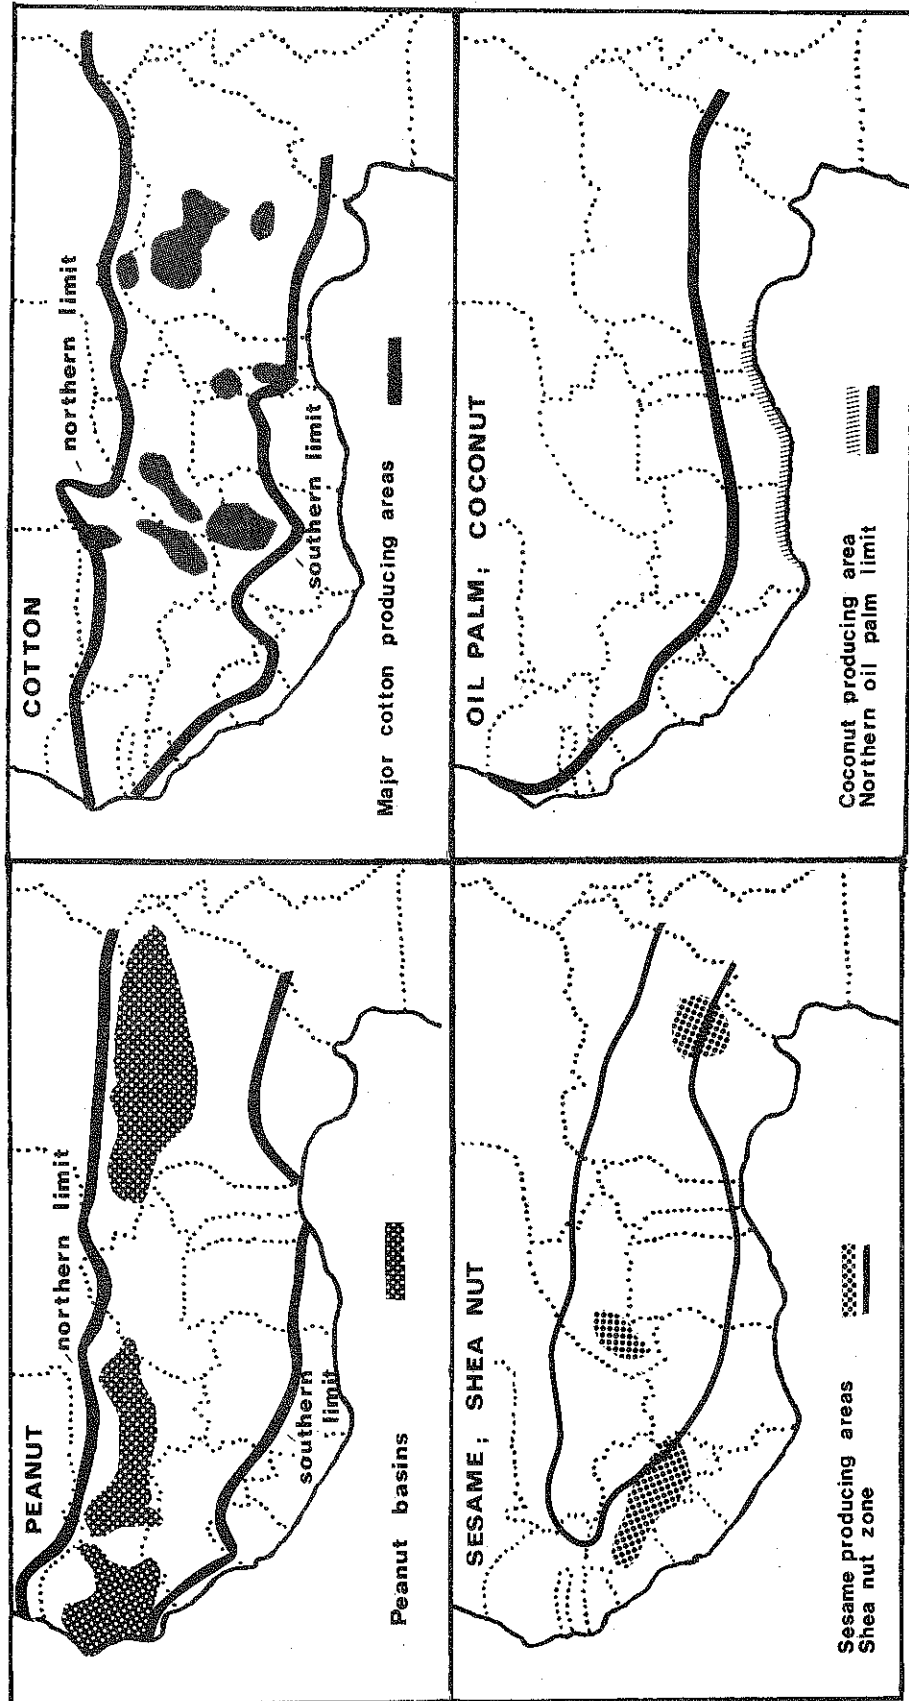 PEANUT
northern limit
southern
limit
Peanut basins
COTTON
northern limit
southern limit
Major cotton producing areas
SESAME; SHEA NUT
Sesame producing areas
Shea nut zone
OIL PALM; COCONUT
Coconut producing area
Northern oil palm limit